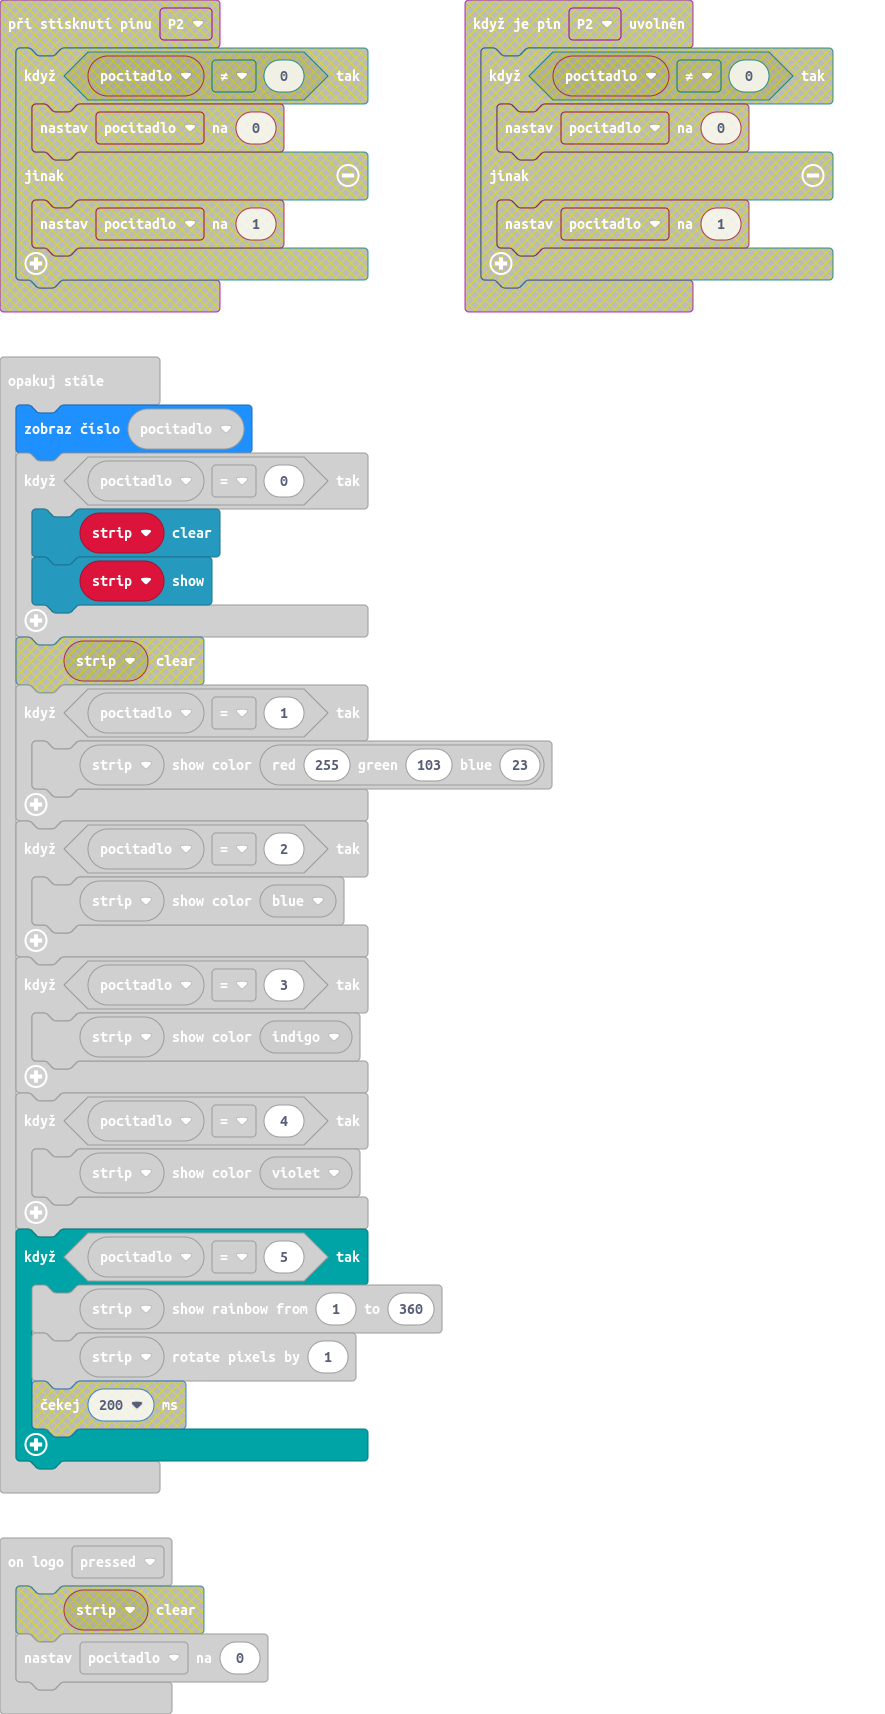 při stisknutí pinu P2
když pocitadlo ≠ 0 tak
nastav pocitadlo na 0
jinak
nastav pocitadlo na 1
když je pin P2 uvolněn
když pocitadlo ≠ 0 tak
nastav pocitadlo na 0
jinak
nastav pocitadlo na 1
opakuj stále
zobraz číslo pocitadlo
když pocitadlo = 0 tak
strip clear
strip show
strip clear
když pocitadlo = 1 tak
strip show color red 255 green 103 blue 23
když pocitadlo = 2 tak
strip show color blue
když pocitadlo = 3 tak
strip show color indigo
když pocitadlo = 4 tak
strip show color violet
když pocitadlo = 5 tak
strip show rainbow from 1 to 360
strip rotate pixels by 1
čekej 200 ms
on logo pressed
strip clear
nastav pocitadlo na 0